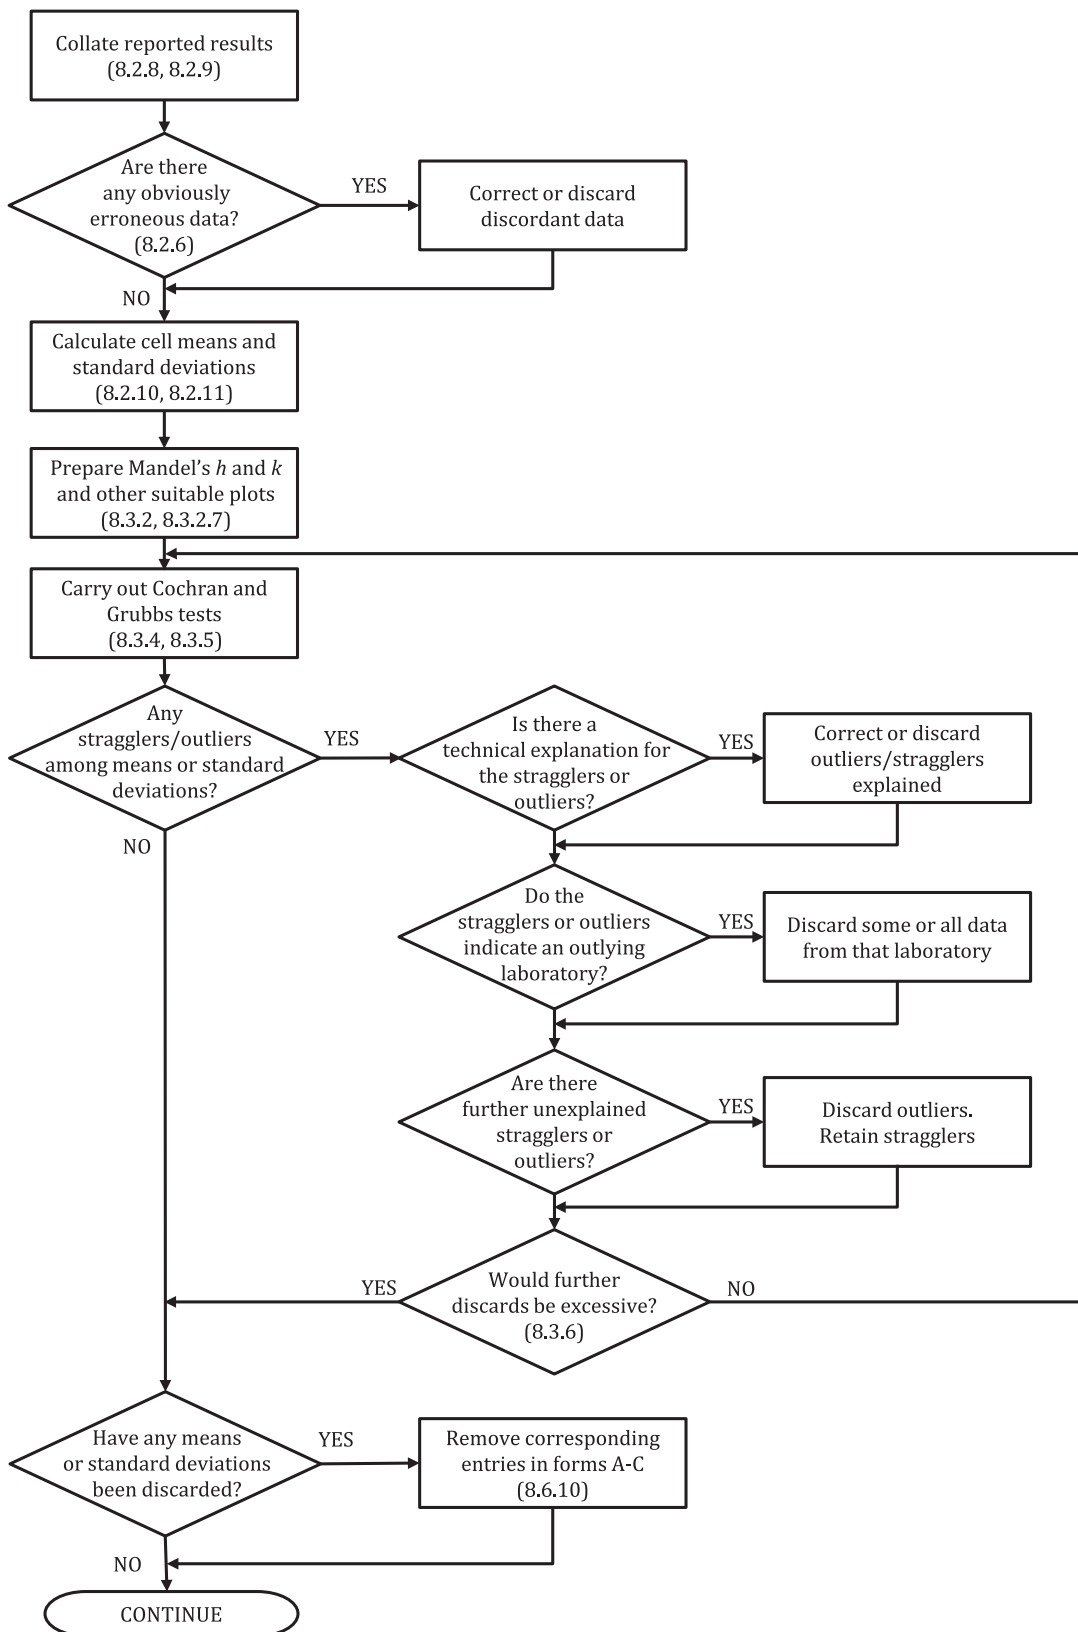 Collate reported results
(8.2.8, 8.2.9)
Are there
any obviously
erroneous data?
(8.2.6)
YES
Correct or discard
discordant data
NO
Calculate cell means and
standard deviations
(8.2.10, 8.2.11)
Prepare Mandel’s h and k
and other suitable plots
(8.3.2, 8.3.2.7)
Carry out Cochran and
Grubbs tests
(8.3.4, 8.3.5)
Any
stragglers/outliers
among means or standard
deviations?
YES
Is there a
technical explanation for
the stragglers or
outliers?
YES
Correct or discard
outliers/stragglers
explained
NO
Do the
stragglers or outliers
indicate an outlying
laboratory?
YES
Discard some or all data
from that laboratory
Are there
further unexplained
stragglers or
outliers?
YES
Discard outliers.
Retain stragglers
YES
Would further
discards be excessive?
(8.3.6)
NO
Have any means
or standard deviations
been discarded?
YES
Remove corresponding
entries in forms A-C
(8.6.10)
NO
CONTINUE